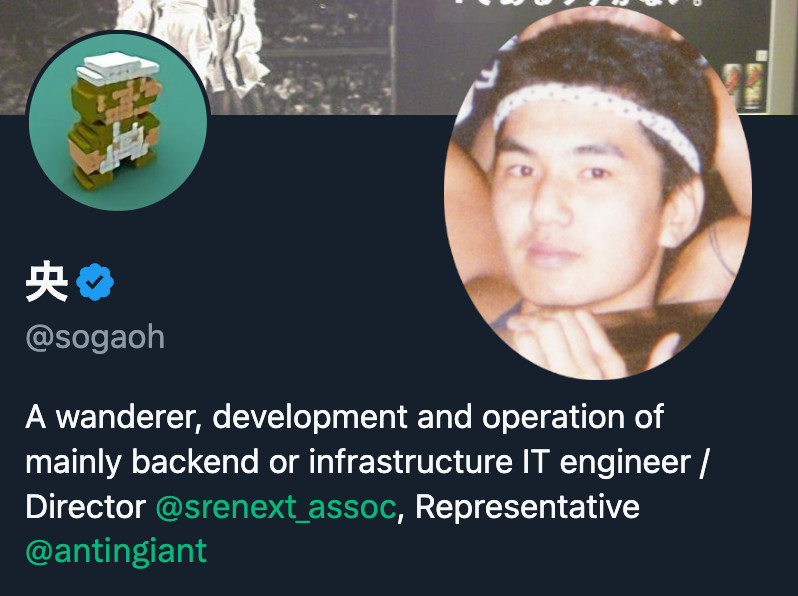 央
@sogaoh
A wanderer, development and operation of
mainly backend or infrastructure IT engineer /
Director @srenext_assoc, Representative
@antingiant